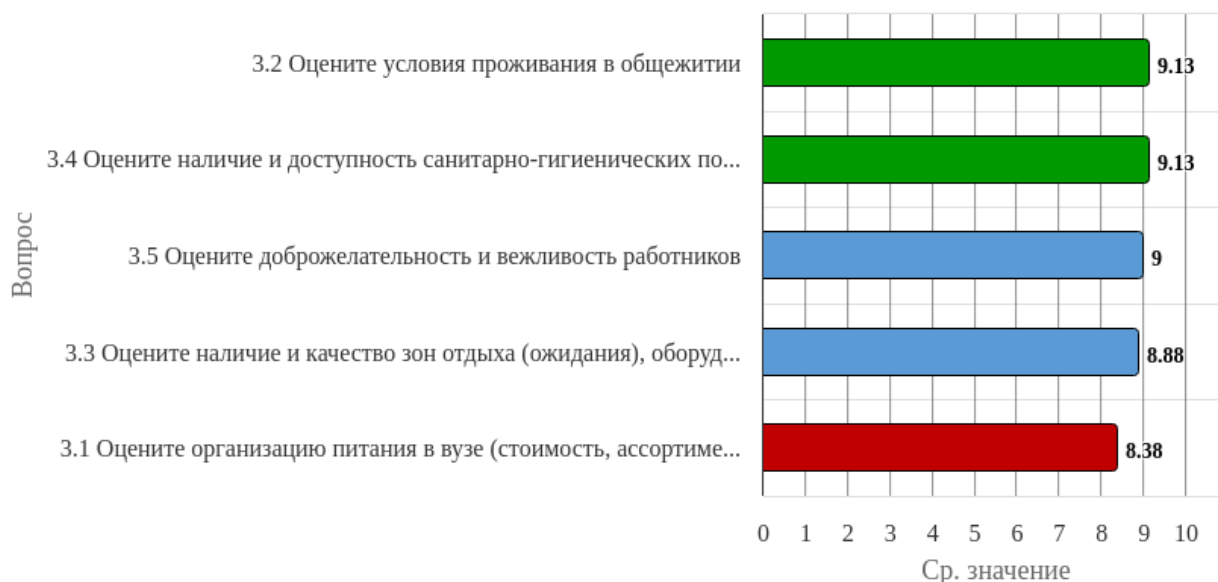 3.2 Оцените условия проживания в общежитии
9.13
3.4 Оцените наличие и доступность санитарно-гигиенических по...
9.13
3.5 Оцените доброжелательность и вежливость работников
9
3.3 Оцените наличие и качество зон отдыха (ожидания), оборуд...
8.88
3.1 Оцените организацию питания в вузе (стоимость, ассортиме...
8.38
Вопрос
0 1 2 3 4 5 6 7 8 9 10
Ср. значение